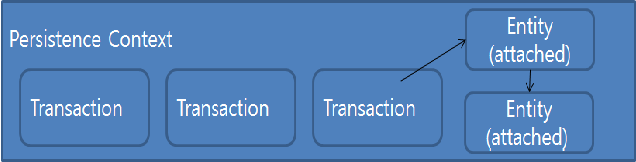 Persistence Context
Transaction
Transaction
Transaction
Entity
(attached)
Entity
(attached)